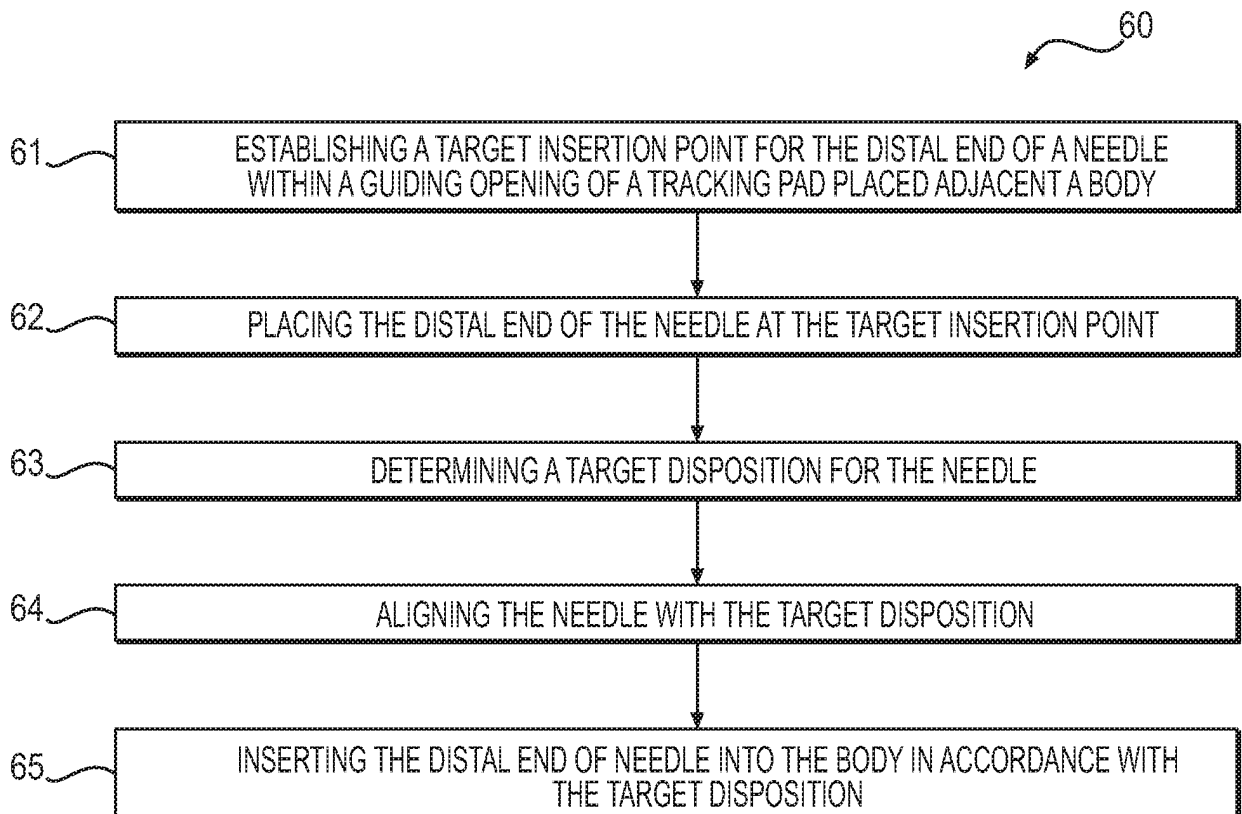 60
61
ESTABLISHING A TARGET INSERTION POINT FOR THE DISTAL END OF A NEEDLE
WITHIN A GUIDING OPENING OF A TRACKING PAD PLACED ADJACENT A BODY
62
PLACING THE DISTAL END OF THE NEEDLE AT THE TARGET INSERTION POINT
63
DETERMINING A TARGET DISPOSITION FOR THE NEEDLE
64
ALIGNING THE NEEDLE WITH THE TARGET DISPOSITION
65
INSERTING THE DISTAL END OF NEEDLE INTO THE BODY IN ACCORDANCE WITH
THE TARGET DISPOSITION